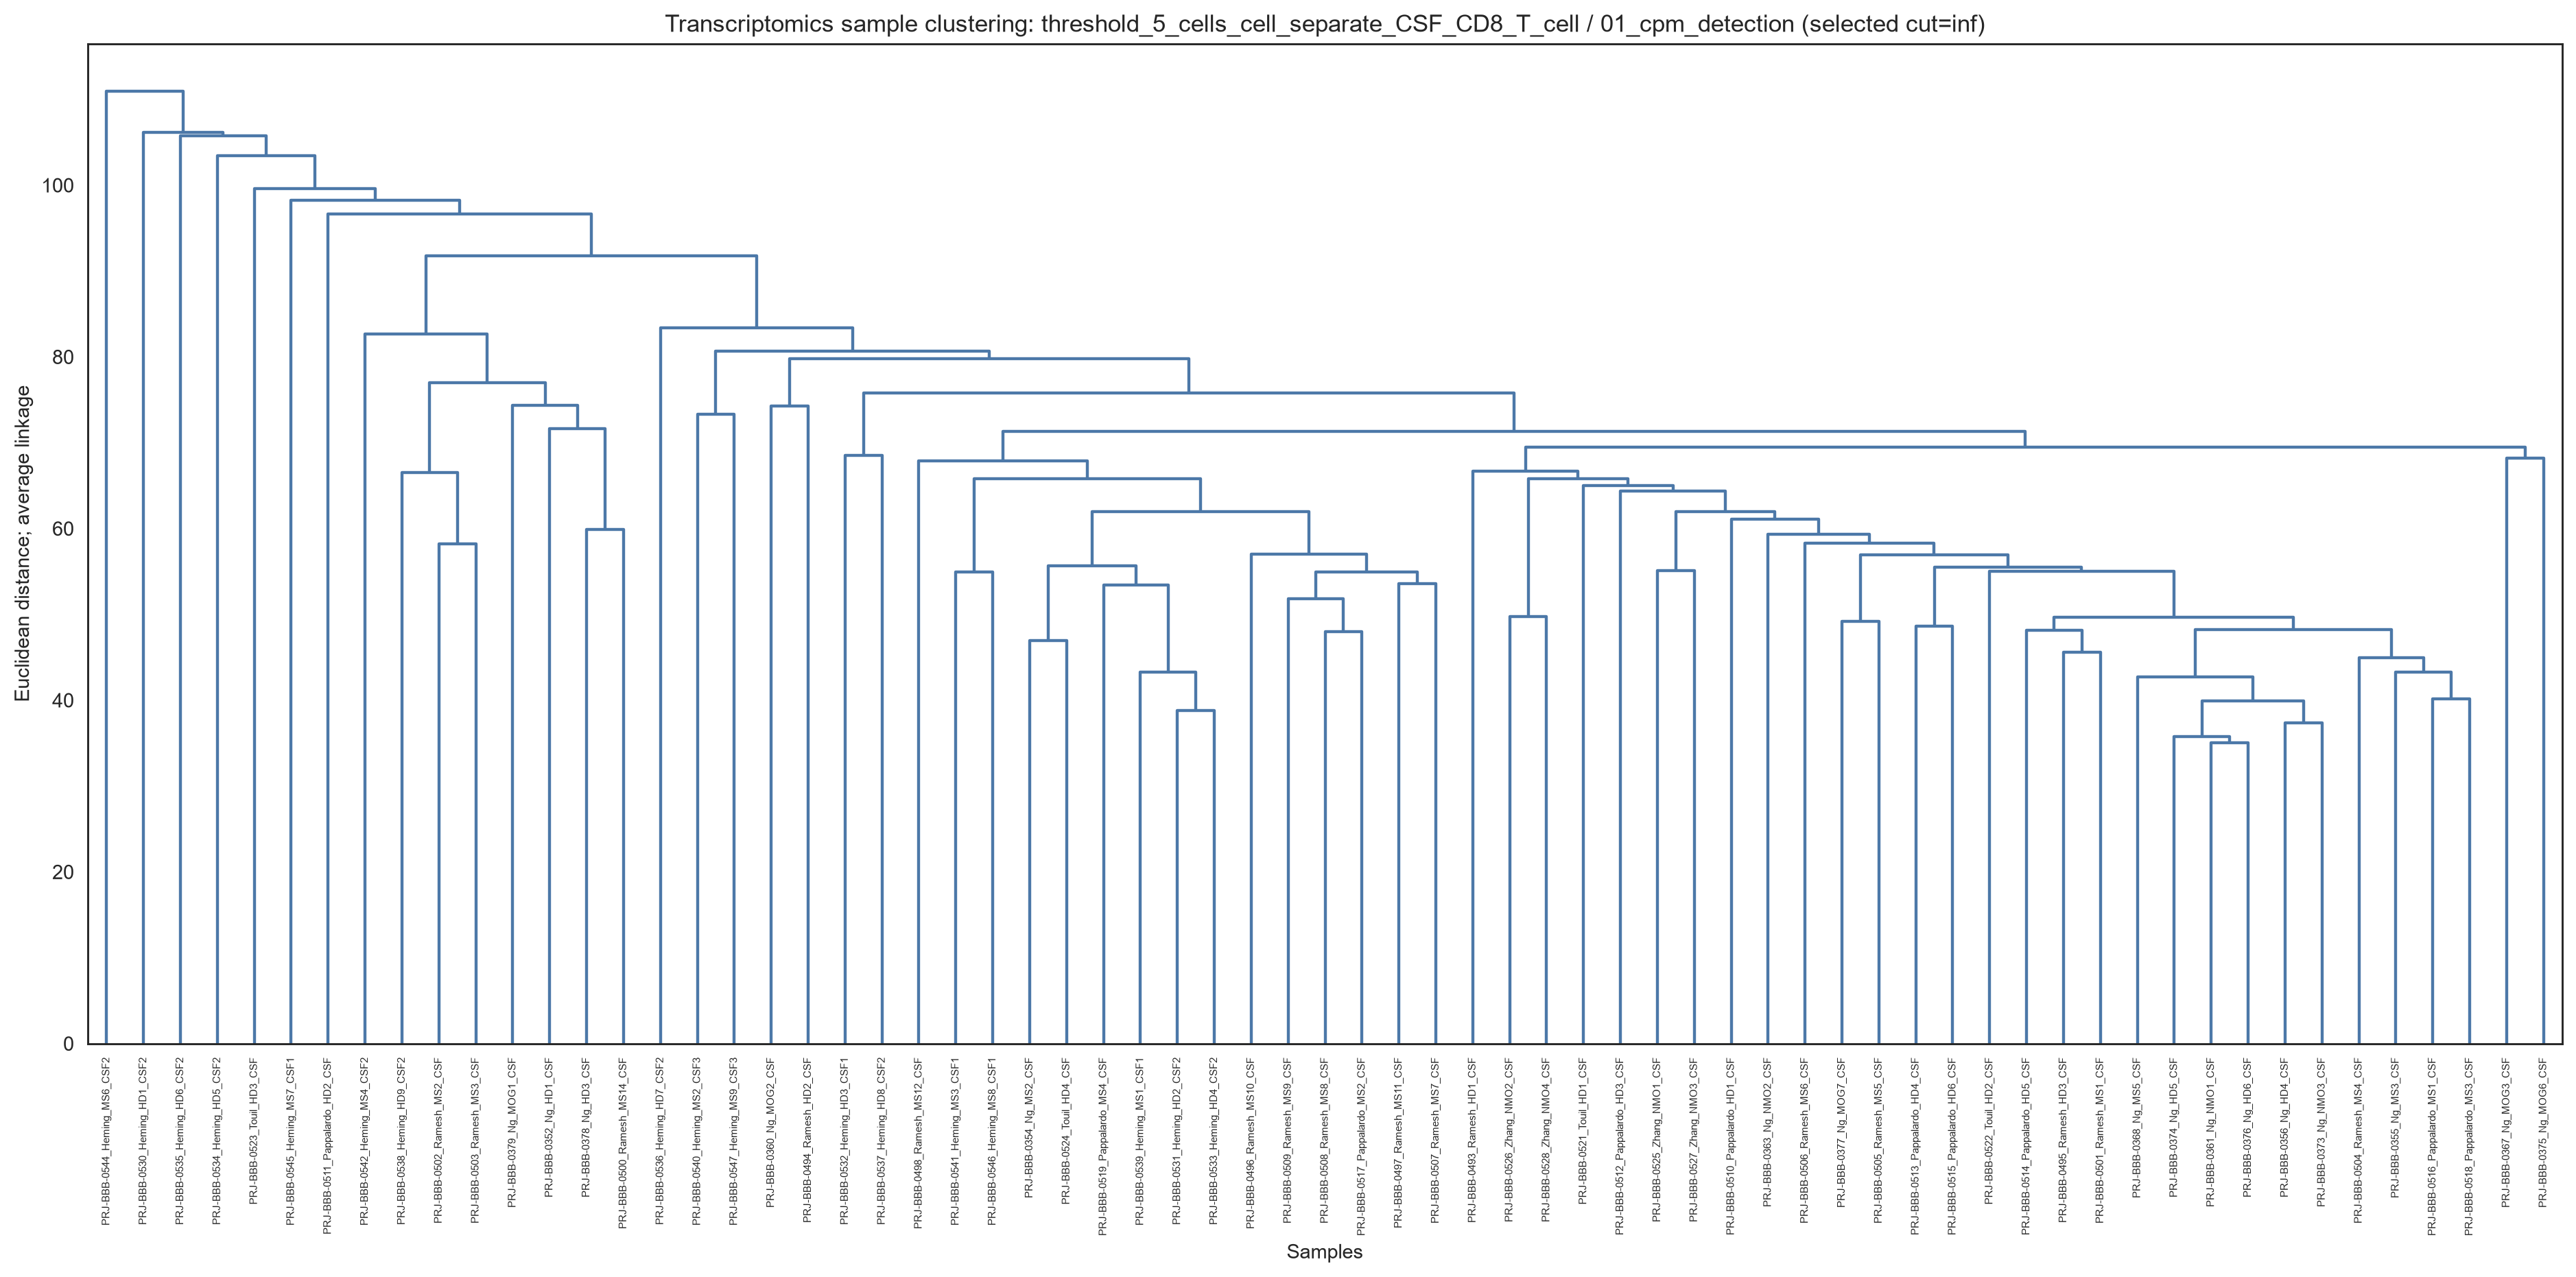 Transcriptomics sample clustering: threshold_5_cells_cell_separate_CSF_CD8_T_cell / 01_cpm_detection (selected cut=inf)
Euclidean distance; average linkage
100
80
60
40
20
0
PRJ-BBB-0544_Heming_MS6_CSF2
PRJ-BBB-0530_Heming_HD1_CSF2
PRJ-BBB-0535_Heming_HD6_CSF2
PRJ-BBB-0534_Heming_HD5_CSF2
PRJ-BBB-0523_Touil_HD3_CSF
PRJ-BBB-0545_Heming_MS7_CSF1
PRJ-BBB-0511_Pappalardo_HD2_CSF
PRJ-BBB-0542_Heming_MS4_CSF2
PRJ-BBB-0538_Heming_HD9_CSF2
PRJ-BBB-0502_Ramesh_MS2_CSF
PRJ-BBB-0503_Ramesh_MS3_CSF
PRJ-BBB-0379_Ng_MOG1_CSF
PRJ-BBB-0352_Ng_HD1_CSF
PRJ-BBB-0378_Ng_HD3_CSF
PRJ-BBB-0500_Ramesh_MS14_CSF
PRJ-BBB-0536_Heming_HD7_CSF2
PRJ-BBB-0540_Heming_MS2_CSF3
PRJ-BBB-0547_Heming_MS9_CSF3
PRJ-BBB-0360_Ng_MOG2_CSF
PRJ-BBB-0494_Ramesh_HD2_CSF
PRJ-BBB-0532_Heming_HD3_CSF1
PRJ-BBB-0537_Heming_HD8_CSF2
PRJ-BBB-0498_Ramesh_MS12_CSF
PRJ-BBB-0541_Heming_MS3_CSF1
PRJ-BBB-0546_Heming_MS8_CSF1
PRJ-BBB-0354_Ng_MS2_CSF
PRJ-BBB-0524_Touil_HD4_CSF
PRJ-BBB-0519_Pappalardo_MS4_CSF
PRJ-BBB-0539_Heming_MS1_CSF1
PRJ-BBB-0531_Heming_HD2_CSF2
PRJ-BBB-0533_Heming_HD4_CSF2
PRJ-BBB-0496_Ramesh_MS10_CSF
PRJ-BBB-0509_Ramesh_MS9_CSF
PRJ-BBB-0508_Ramesh_MS8_CSF
PRJ-BBB-0517_Pappalardo_MS2_CSF
PRJ-BBB-0497_Ramesh_MS11_CSF
PRJ-BBB-0507_Ramesh_MS7_CSF
PRJ-BBB-0493_Ramesh_HD1_CSF
PRJ-BBB-0526_Zhang_NMO2_CSF
PRJ-BBB-0528_Zhang_NMO4_CSF
PRJ-BBB-0521_Touil_HD1_CSF
PRJ-BBB-0512_Pappalardo_HD3_CSF
PRJ-BBB-0525_Zhang_NMO1_CSF
PRJ-BBB-0527_Zhang_NMO3_CSF
PRJ-BBB-0510_Pappalardo_HD1_CSF
PRJ-BBB-0363_Ng_NMO2_CSF
PRJ-BBB-0506_Ramesh_MS6_CSF
PRJ-BBB-0377_Ng_MOG7_CSF
PRJ-BBB-0505_Ramesh_MS5_CSF
PRJ-BBB-0513_Pappalardo_HD4_CSF
PRJ-BBB-0515_Pappalardo_HD6_CSF
PRJ-BBB-0522_Touil_HD2_CSF
PRJ-BBB-0514_Pappalardo_HD5_CSF
PRJ-BBB-0495_Ramesh_HD3_CSF
PRJ-BBB-0501_Ramesh_MS1_CSF
PRJ-BBB-0368_Ng_MS5_CSF
PRJ-BBB-0374_Ng_HD5_CSF
PRJ-BBB-0361_Ng_NMO1_CSF
PRJ-BBB-0376_Ng_HD6_CSF
PRJ-BBB-0356_Ng_HD4_CSF
PRJ-BBB-0373_Ng_NMO3_CSF
PRJ-BBB-0504_Ramesh_MS4_CSF
PRJ-BBB-0355_Ng_MS3_CSF
PRJ-BBB-0516_Pappalardo_MS1_CSF
PRJ-BBB-0518_Pappalardo_MS3_CSF
PRJ-BBB-0367_Ng_MOG3_CSF
PRJ-BBB-0375_Ng_MOG6_CSF
Samples